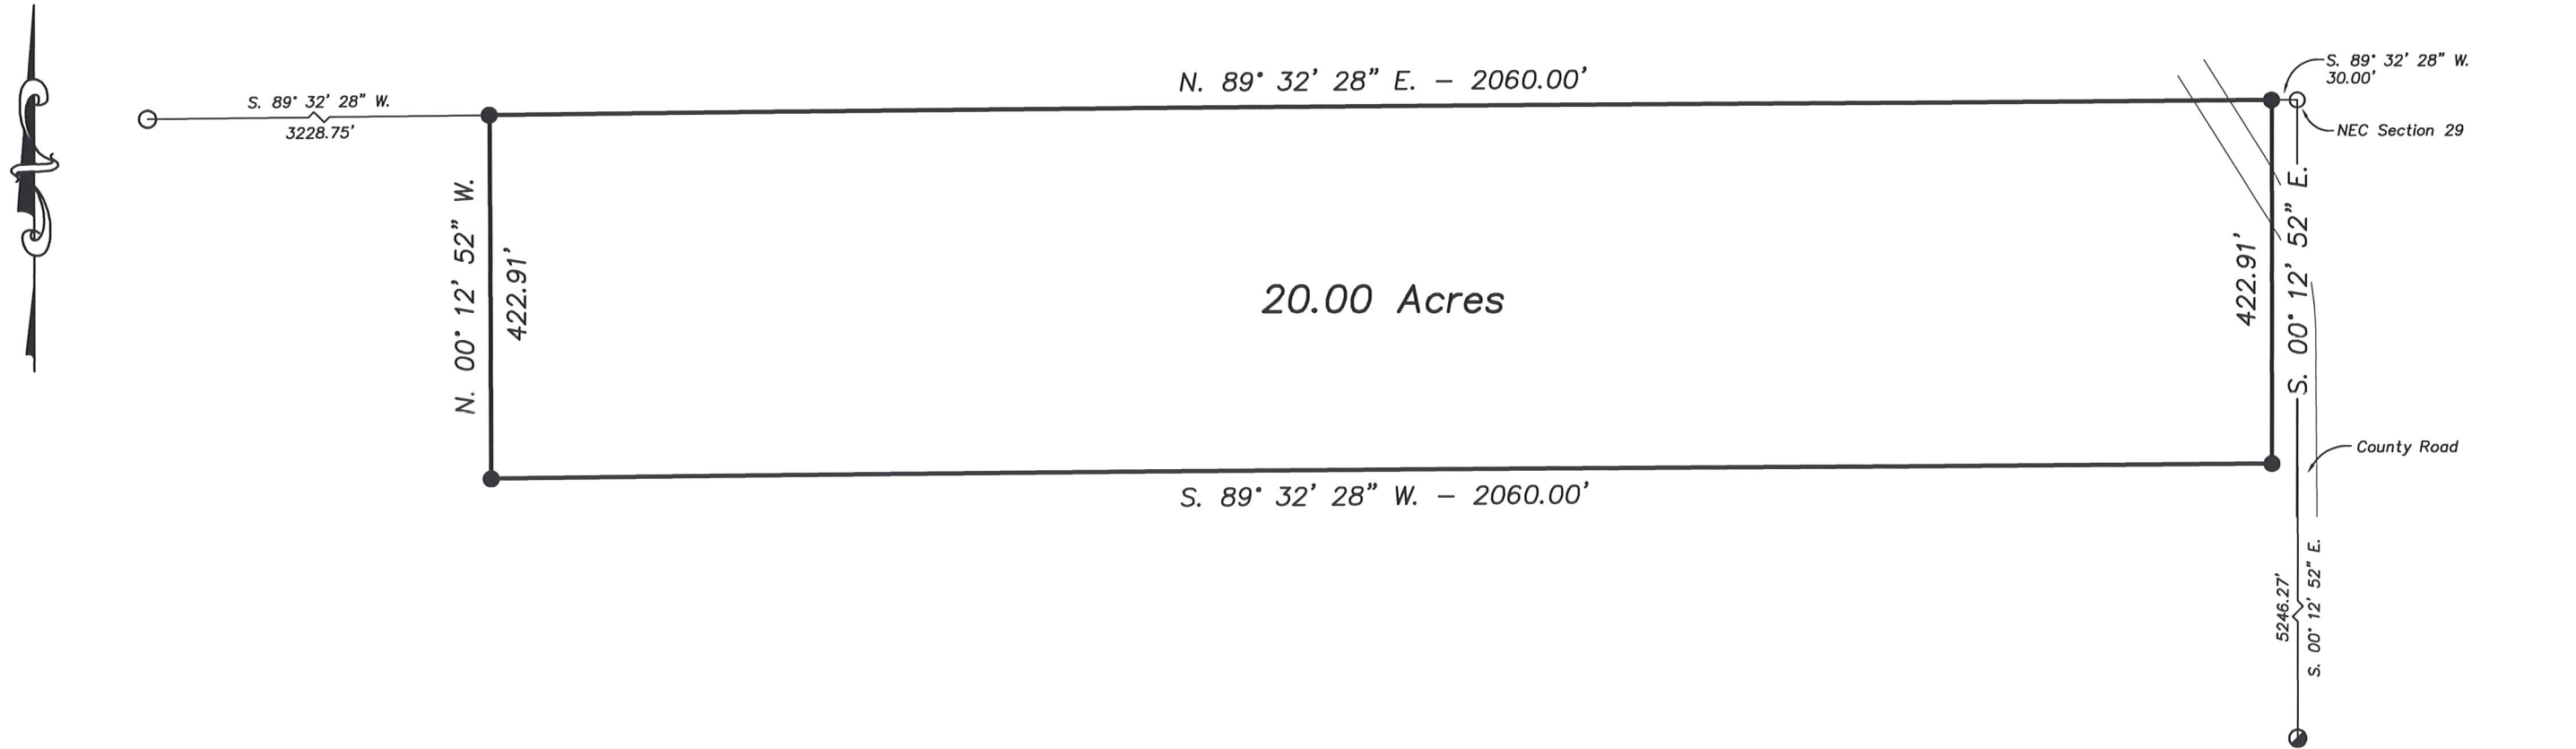 N. 89° 32' 28" E. – 2060.00'
S. 89° 32' 28" W.
30.00'
S. 89° 32' 28" W.
3228.75'
NEC Section 29
N. 00° 12' 52" W.
422.91'
20.00 Acres
422.91'
S. 00° 12' 52" E.
County Road
S. 89° 32' 28" W. – 2060.00'
5246.27'
S. 00° 12' 52" E.